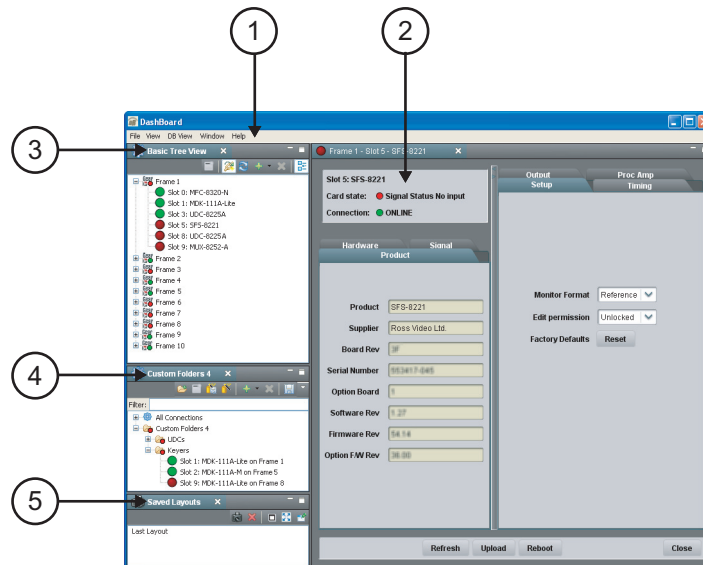 1
2
3
4
5
DashBoard
File View DB View Window Help
Basic Tree View
Frame 1
Slot 0: MFC-8320-N
Slot 1: MDK-111A-Lite
Slot 3: UDC-8225A
Slot 5: SFS-8221
Slot 8: UDC-8225A
Slot 9: MUX-8252-A
Frame 2
Frame 3
Frame 4
Frame 5
Frame 6
Frame 7
Frame 8
Frame 9
Frame 10
Custom Folders 4
Filter:
All Connections
Custom Folders 4
UDCs
Keyers
Slot 1: MDK-111A-Lite on Frame 1
Slot 2: MDK-111A-M on Frame 5
Slot 9: MDK-111A-Lite on Frame 8
Saved Layouts
Last Layout
Frame 1 - Slot 5 - SFS-8221
Slot 5: SFS-8221
Card state: Signal Status No input
Connection: ONLINE
Hardware Signal
Product
Product SFS-8221
Supplier Ross Video Ltd.
Board Rev
Serial Number
Option Board
Software Rev
Firmware Rev
Option F/W Rev
Output Proc Amp
Setup Timing
Monitor Format Reference
Edit permission Unlocked
Factory Defaults Reset
Refresh Upload Reboot Close